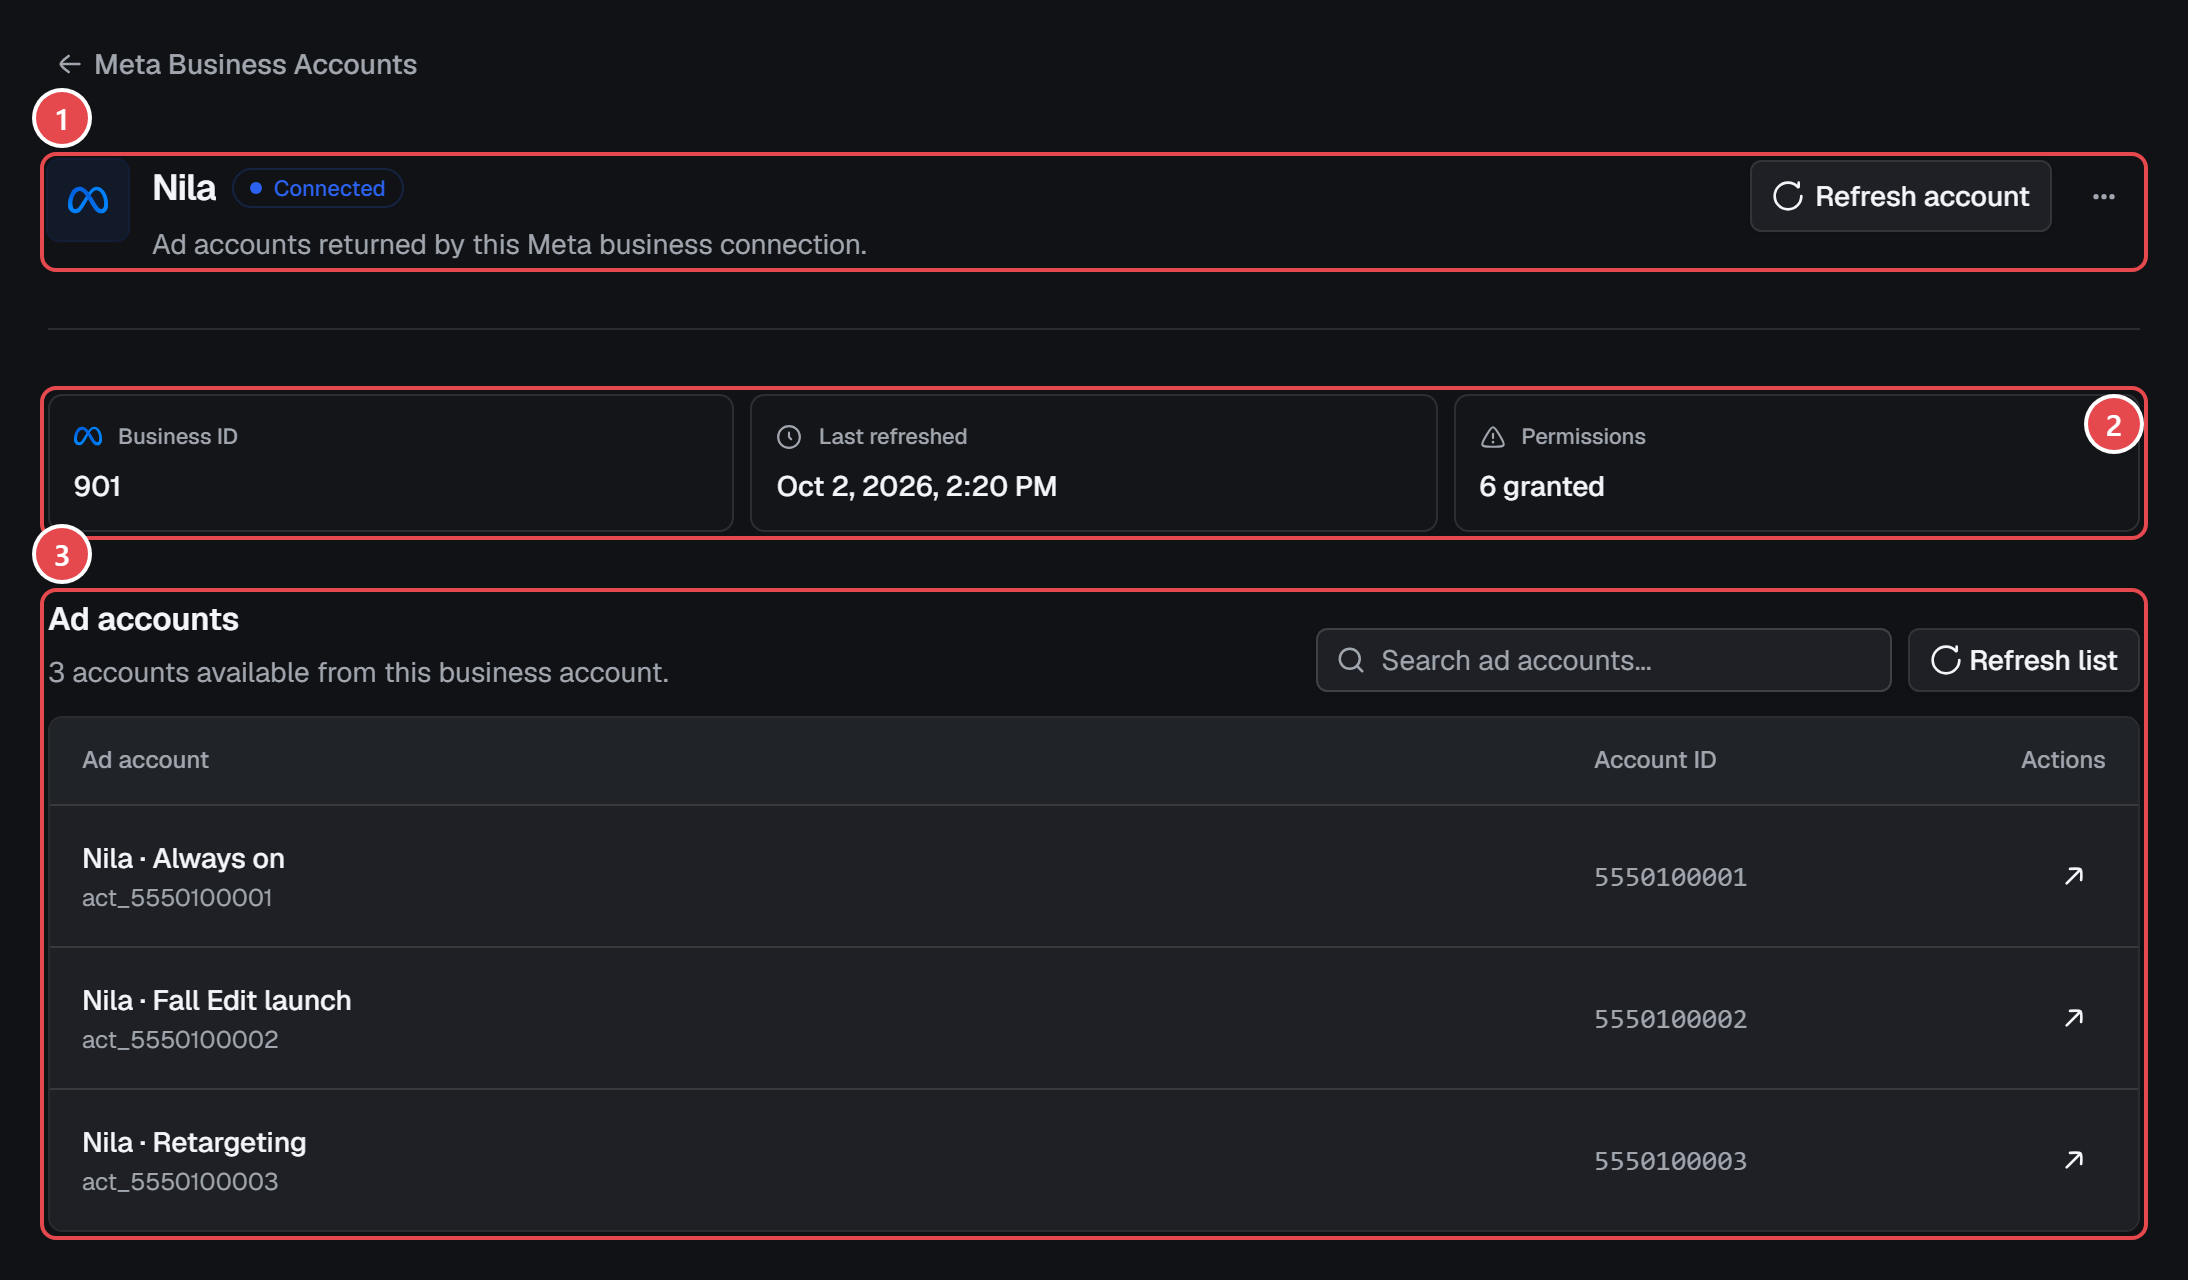 Meta Business Accounts
1
Nila
Connected
Ad accounts returned by this Meta business connection.
Refresh account
2
Business ID
901
Last refreshed
Oct 2, 2026, 2:20 PM
Permissions
6 granted
3
Ad accounts
3 accounts available from this business account.
Search ad accounts...
Refresh list
Ad account
Account ID
Actions
Nila · Always on
act_5550100001
5550100001
Nila · Fall Edit launch
act_5550100002
5550100002
Nila · Retargeting
act_5550100003
5550100003